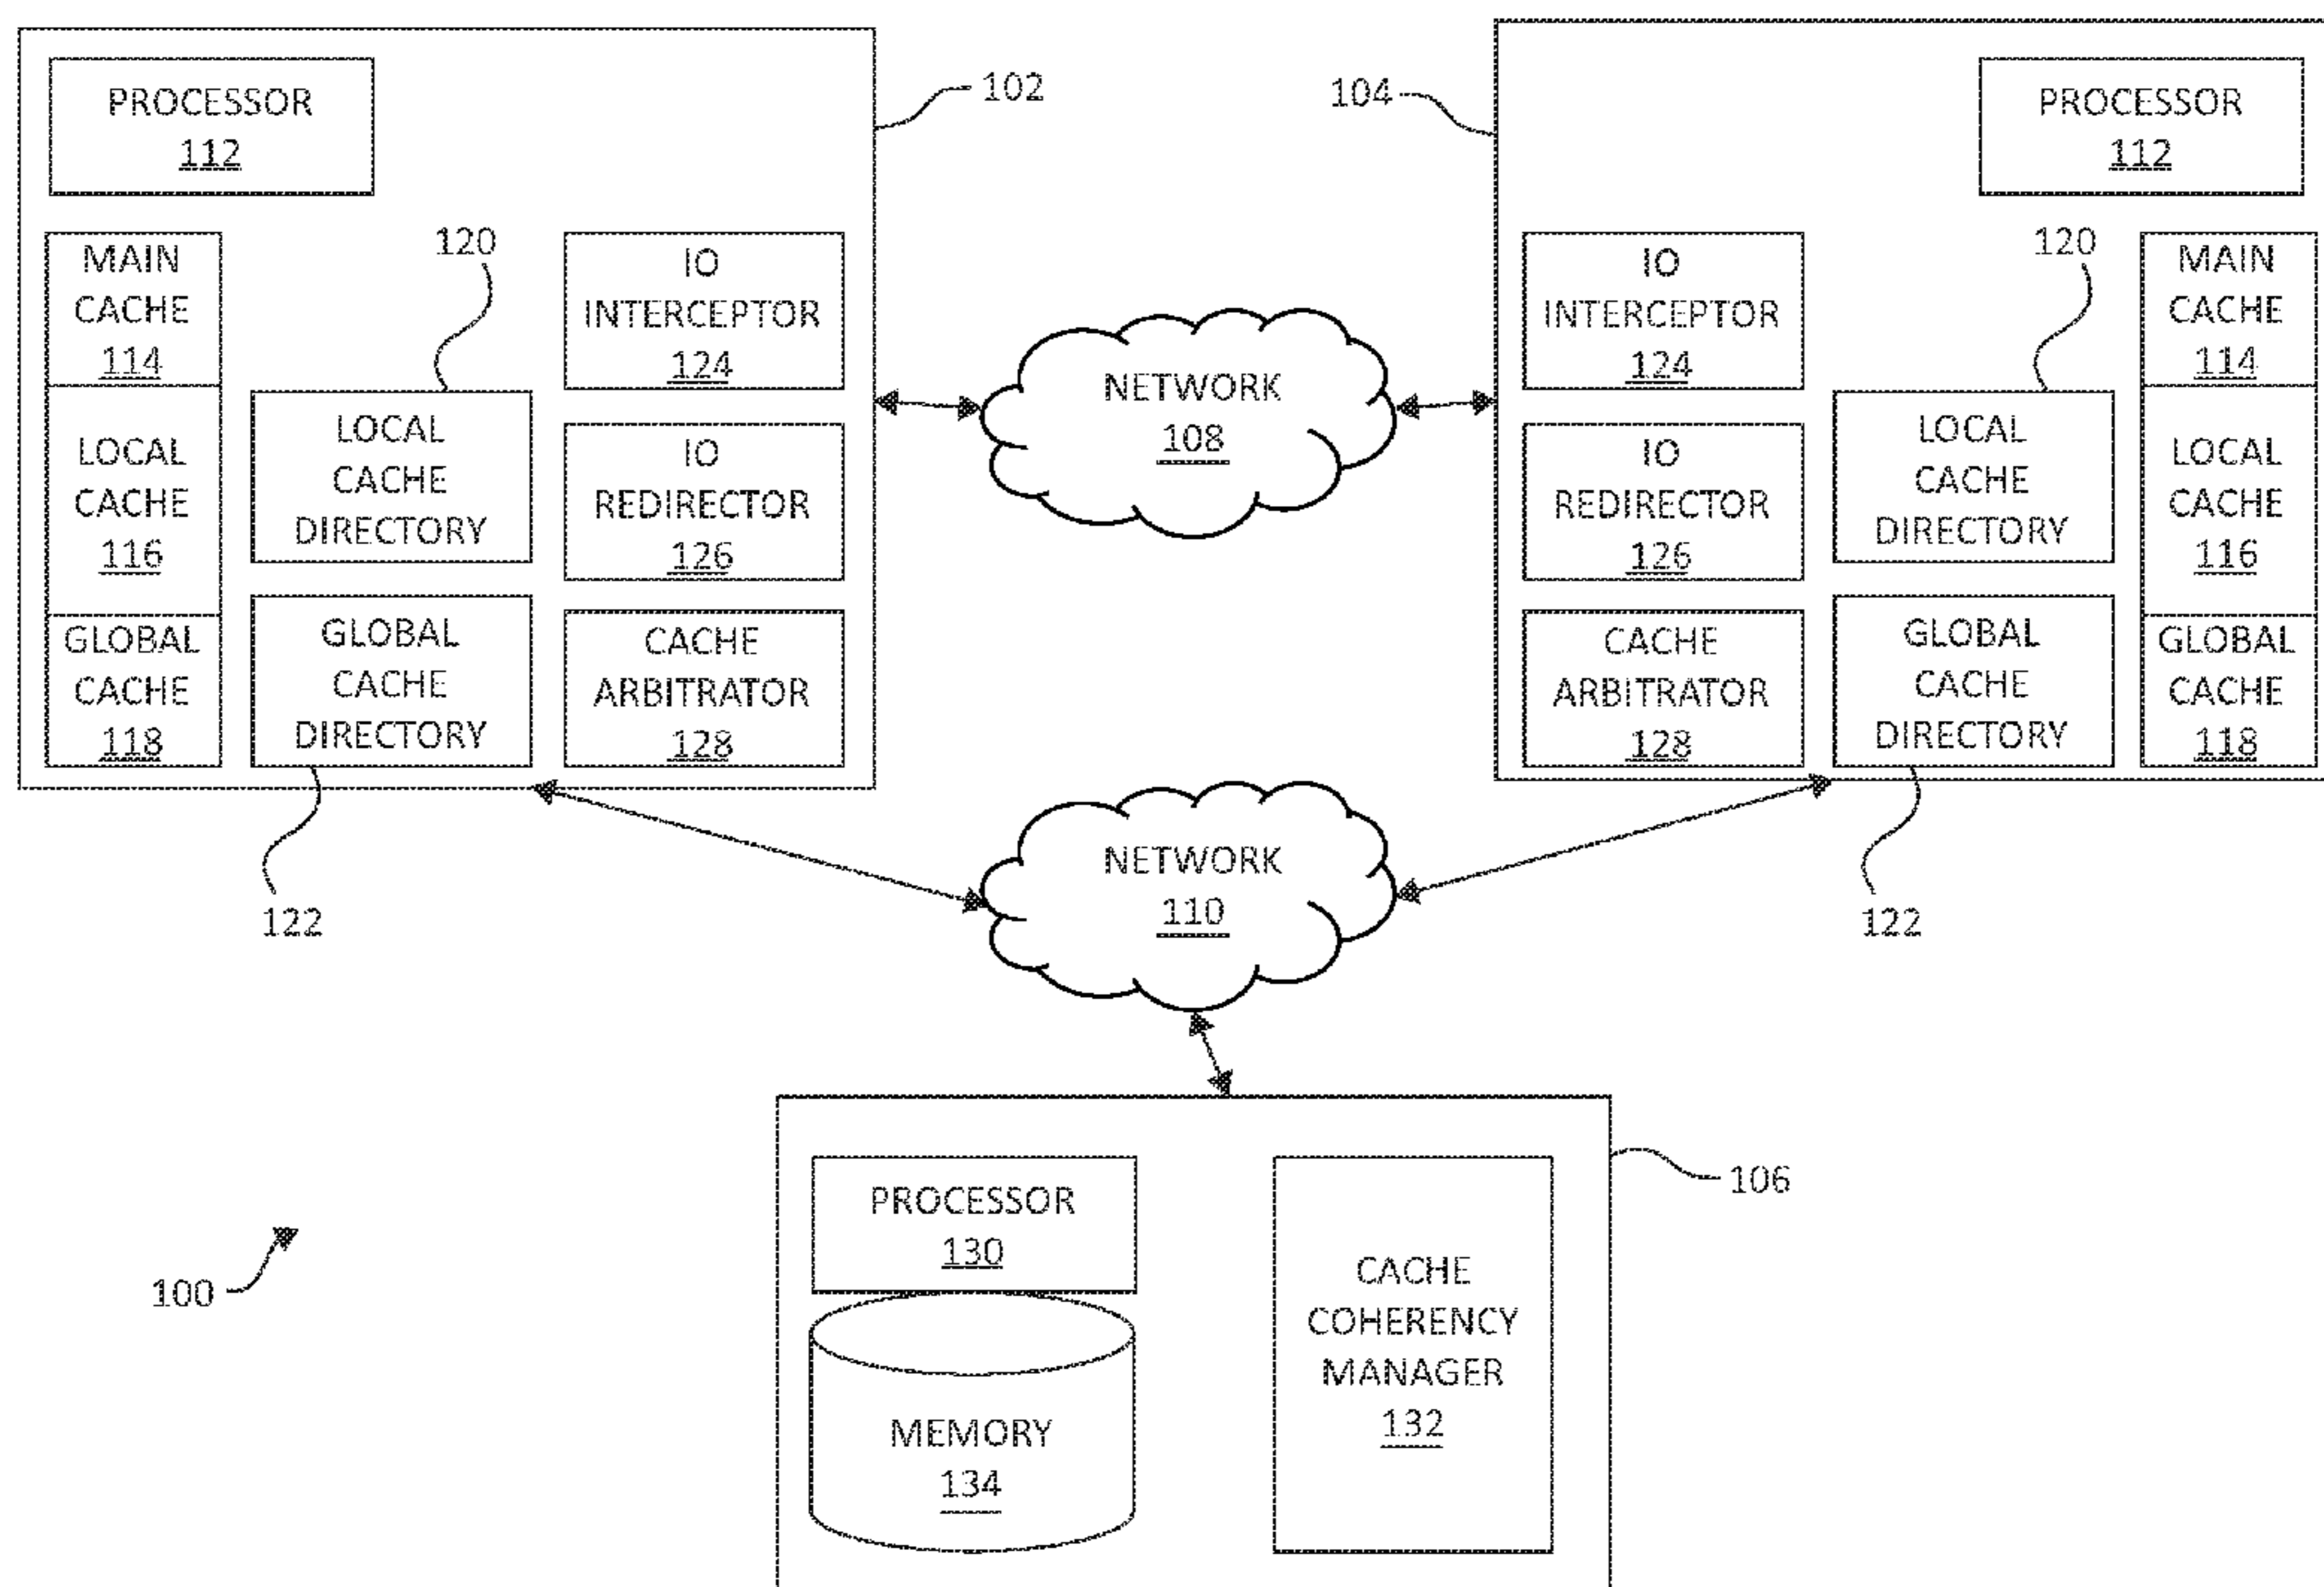 PROCESSOR
112
102
MAIN
CACHE
114
LOCAL
CACHE
116
GLOBAL
CACHE
118
120
LOCAL
CACHE
DIRECTORY
GLOBAL
CACHE
DIRECTORY
122
IO
INTERCEPTOR
124
IO
REDIRECTOR
126
CACHE
ARBITRATOR
128
NETWORK
108
104
PROCESSOR
112
IO
INTERCEPTOR
124
IO
REDIRECTOR
126
CACHE
ARBITRATOR
128
120
LOCAL
CACHE
DIRECTORY
GLOBAL
CACHE
DIRECTORY
122
MAIN
CACHE
114
LOCAL
CACHE
116
GLOBAL
CACHE
118
NETWORK
110
PROCESSOR
130
MEMORY
134
CACHE
COHERENCY
MANAGER
132
106
100